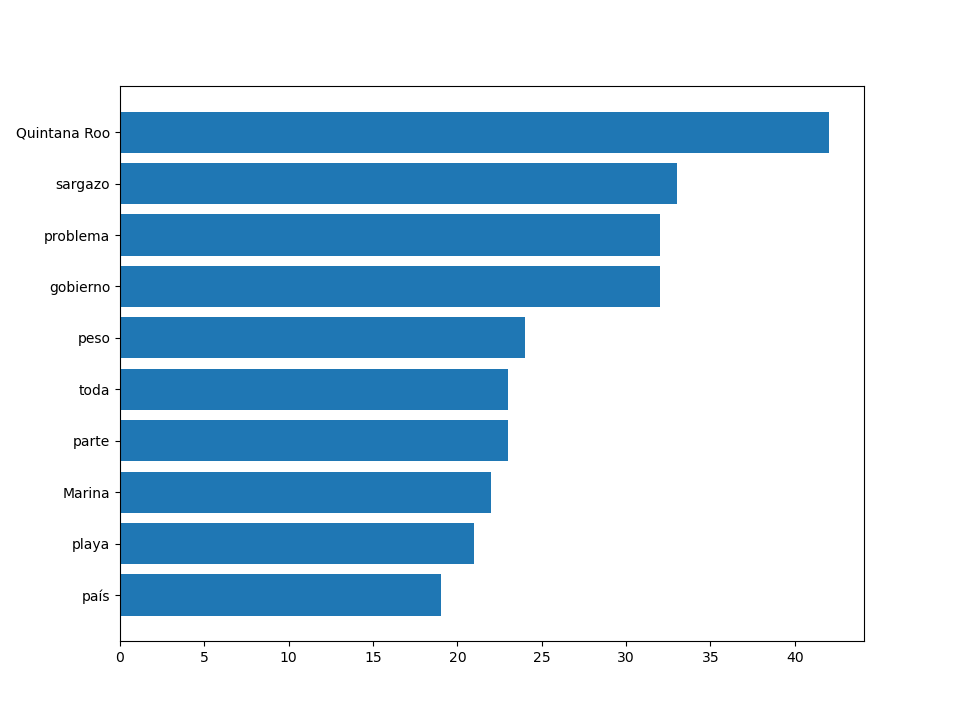 Quintana Roo
sargazo
problema
gobierno
peso
toda
parte
Marina
playa
país
0 5 10 15 20 25 30 35 40